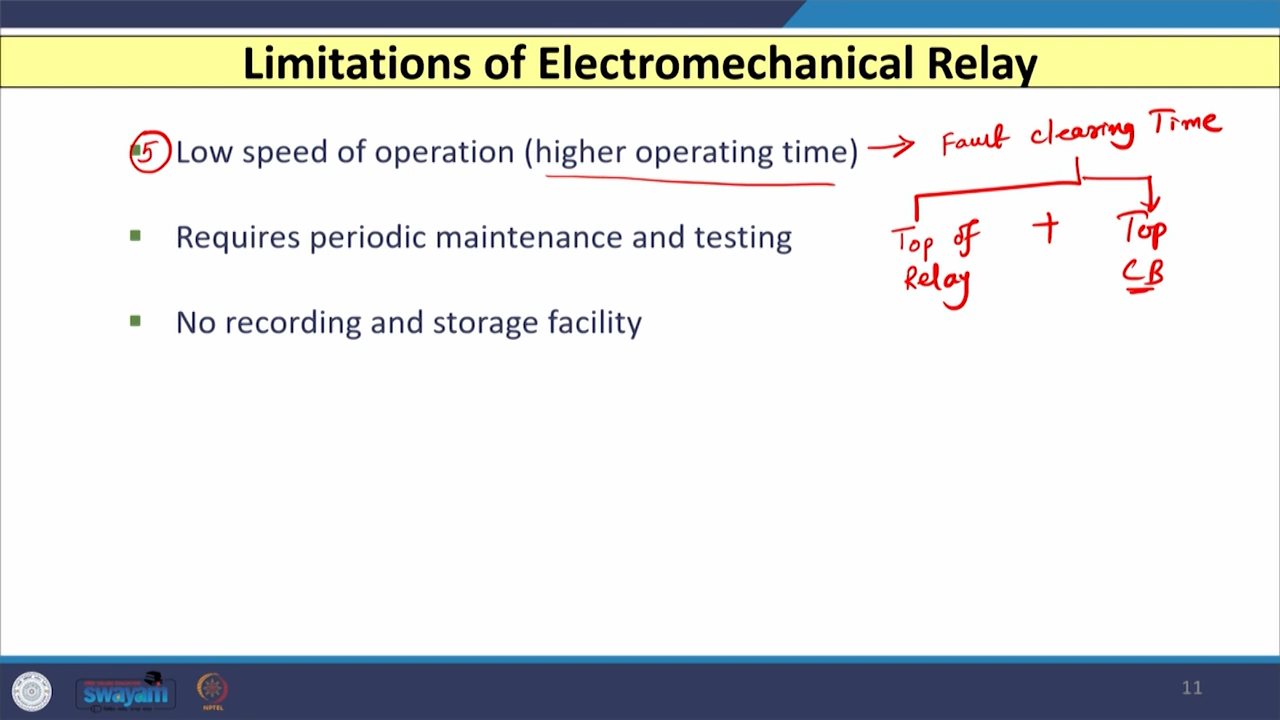 Limitations of Electromechanical Relay
5 Low speed of operation (higher operating time) → Fault clearing Time
Top of + Top
Relay CB
Requires periodic maintenance and testing
No recording and storage facility
swayam
NPTEL
11